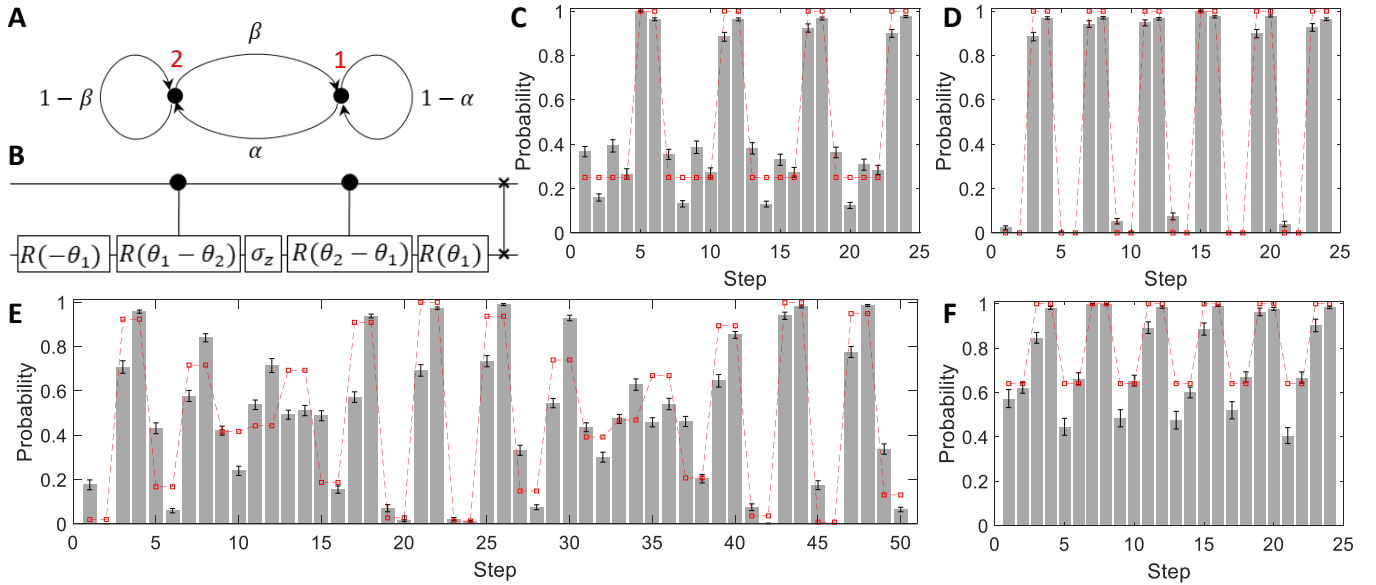 A
β
2
1
1 − β
1 − α
α
B
R(−θ₁)
R(θ₁ − θ₂)
σ_z
R(θ₂ − θ₁)
R(θ₁)
C
Probability
1
0.8
0.6
0.4
0.2
0
0 5 10 15 20 25
Step
D
Probability
1
0.8
0.6
0.4
0.2
0
0 5 10 15 20 25
Step
E
Probability
1
0.8
0.6
0.4
0.2
0
0 5 10 15 20 25 30 35 40 45 50
Step
F
Probability
1
0.8
0.6
0.4
0.2
0
0 5 10 15 20 25
Step